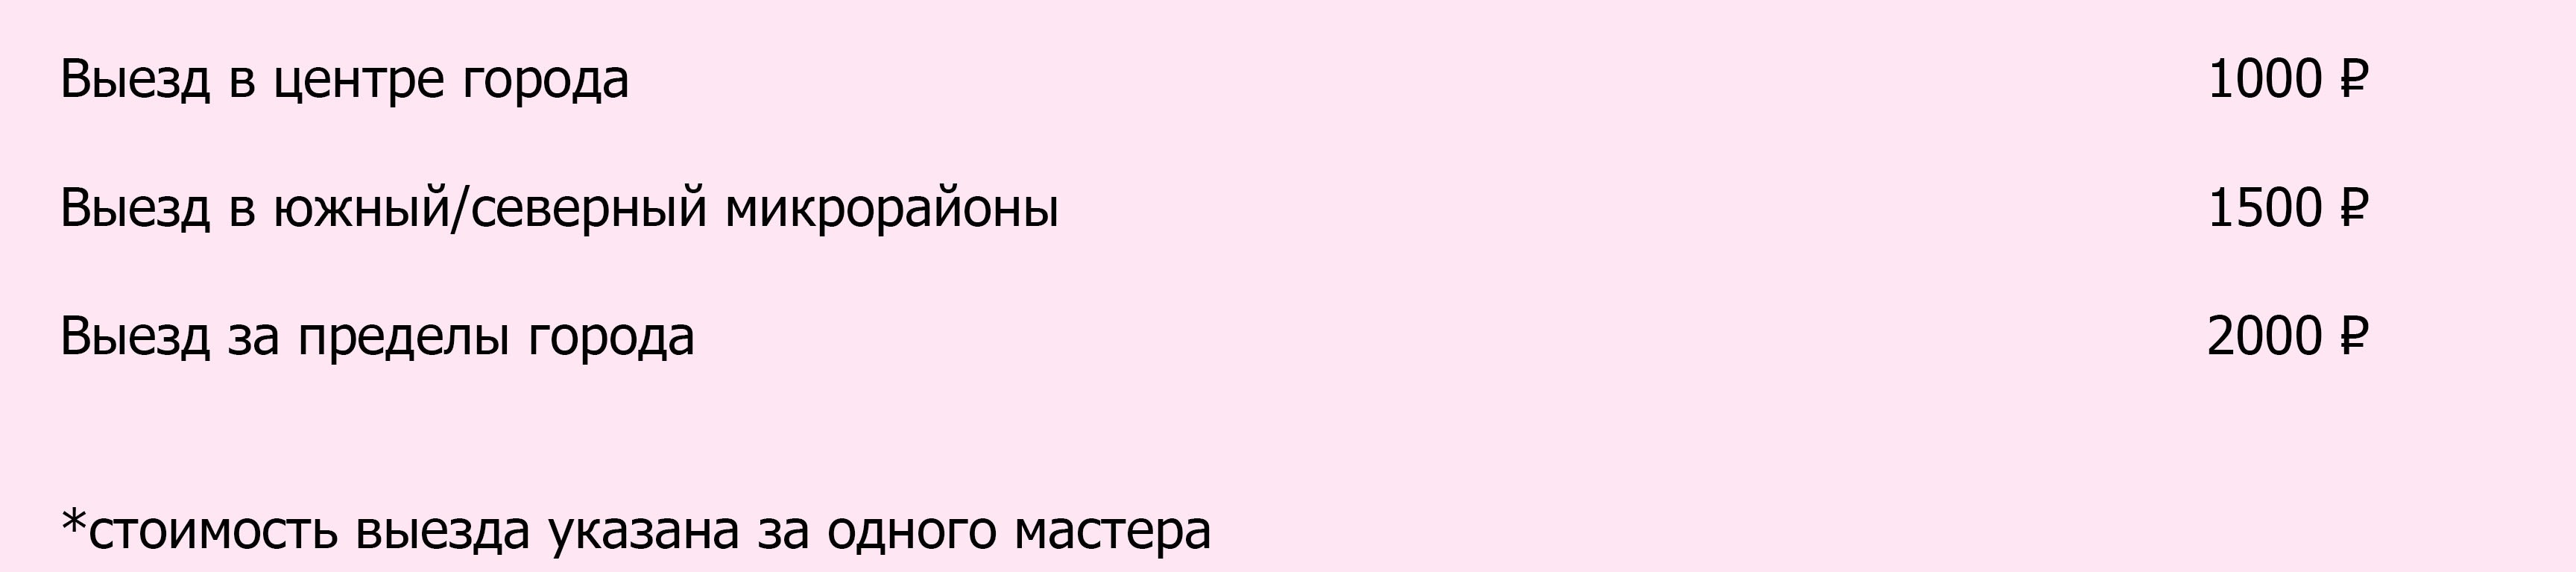 Выезд в центре города 1000 ₽
Выезд в южный/северный микрорайоны 1500 ₽
Выезд за пределы города 2000 ₽
*стоимость выезда указана за одного мастера